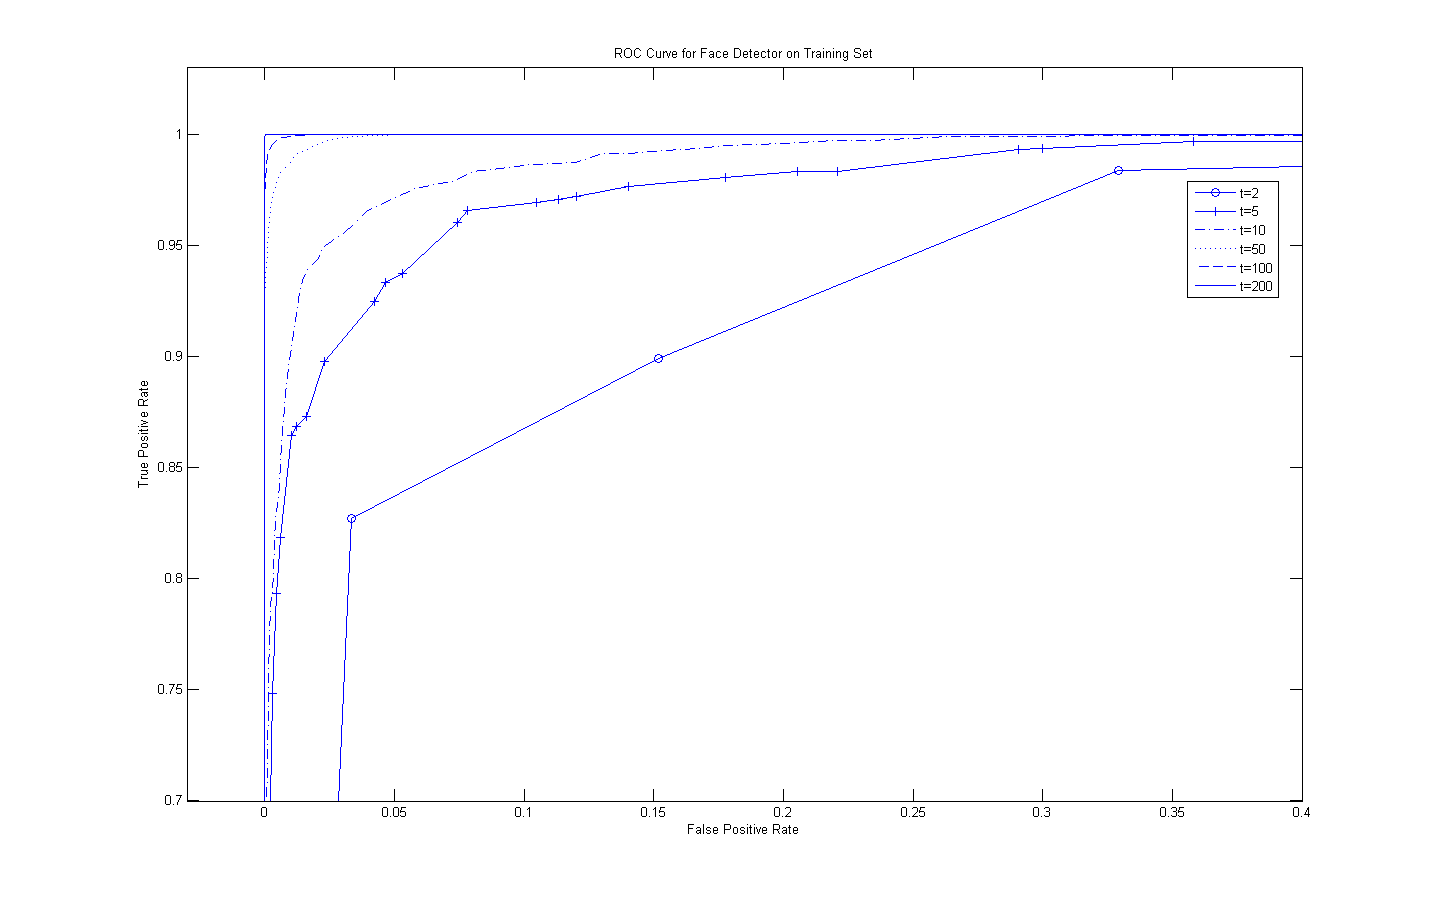 ROC Curve for Face Detector on Training Set
1
0.95
0.9
0.85
0.8
0.75
0.7
True Positive Rate
t=2
t=5
t=10
t=50
t=100
t=200
0 0.05 0.1 0.15 0.2 0.25 0.3 0.35 0.4
False Positive Rate